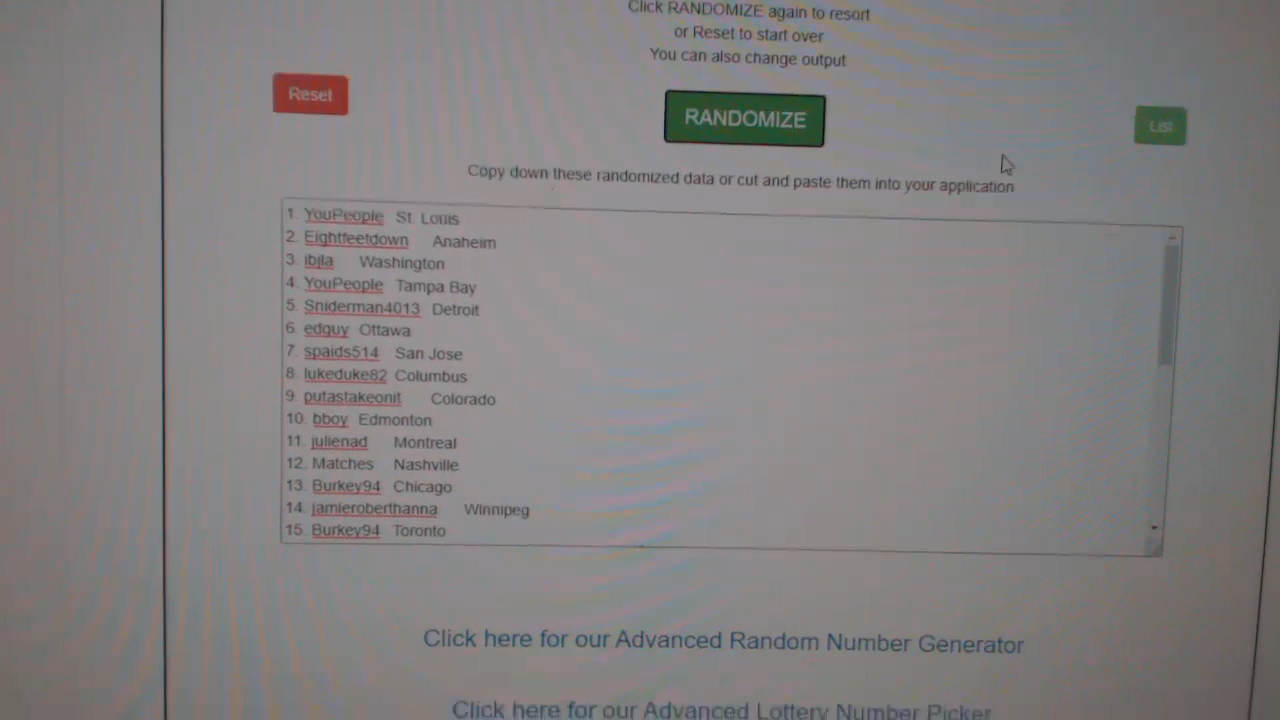 Click RANDOMIZE again to resort
or Reset to start over
You can also change output
Reset
RANDOMIZE
List
Copy down these randomized data or cut and paste them into your application
1. YouPeople St. Louis
2. Eightfeetdown Anaheim
3. ibjla Washington
4. YouPeople Tampa Bay
5. Sniderman4013 Detroit
6. edguy Ottawa
7. spaids514 San Jose
8. lukeduke82 Columbus
9. putastakeonit Colorado
10. bboy Edmonton
11. julienad Montreal
12. Matches Nashville
13. Burkey94 Chicago
14. jamieroberthanna Winnipeg
15. Burkey94 Toronto
Click here for our Advanced Random Number Generator
Click here for our Advanced Lottery Number Picker